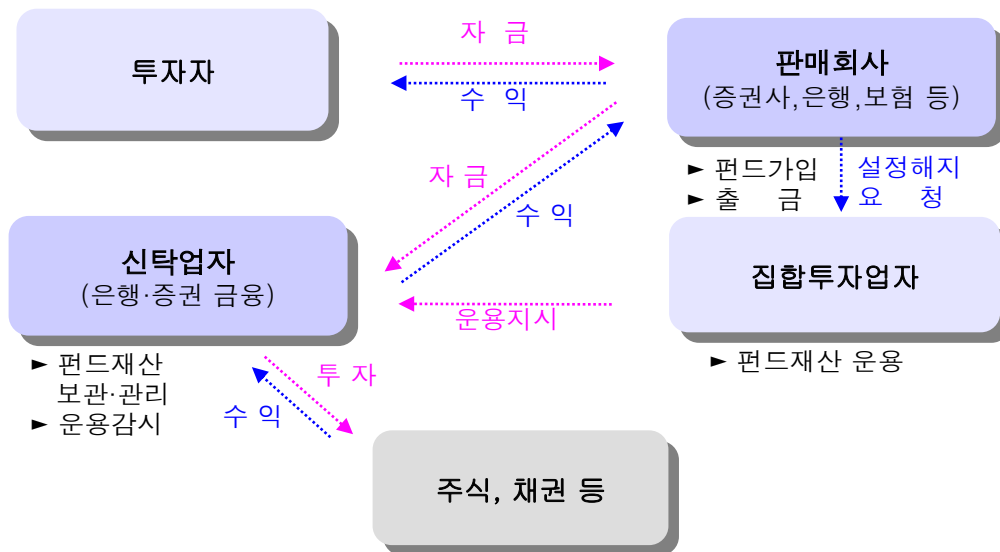 자 금
투자자
수 익
판매회사
(증권사,은행,보험 등)
► 펀드가입
► 출 금
설정해지
요 청
자 금
수 익
신탁업자
(은행·증권 금융)
집합투자업자
운용지시
► 펀드재산
보관·관리
► 운용감시
► 펀드재산 운용
투 자
수 익
주식, 채권 등